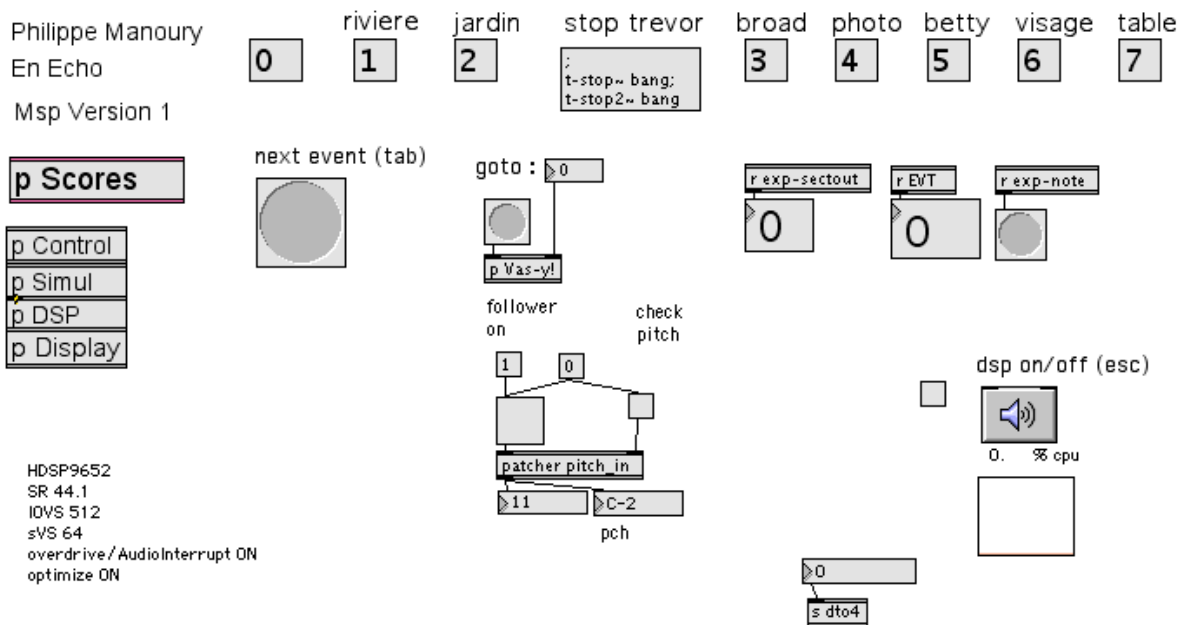 Philippe Manoury
En Echo
Msp Version 1
0
riviere
1
jardin
2
stop trevor
;
t-stop~ bang;
t-stop2~ bang
broad
3
photo
4
betty
5
visage
6
table
7
p Scores
p Control
p Simul
p DSP
p Display
next event (tab)
goto :
0
p Vas-y!
r exp-sectout
0
r EVT
0
r exp-note
follower
on
check
pitch
1
0
patcher pitch_in
11
C-2
pch
dsp on/off (esc)
0. % cpu
HDSP9652
SR 44.1
IOVS 512
sVS 64
overdrive/AudioInterrupt ON
optimize ON
0
s dto4